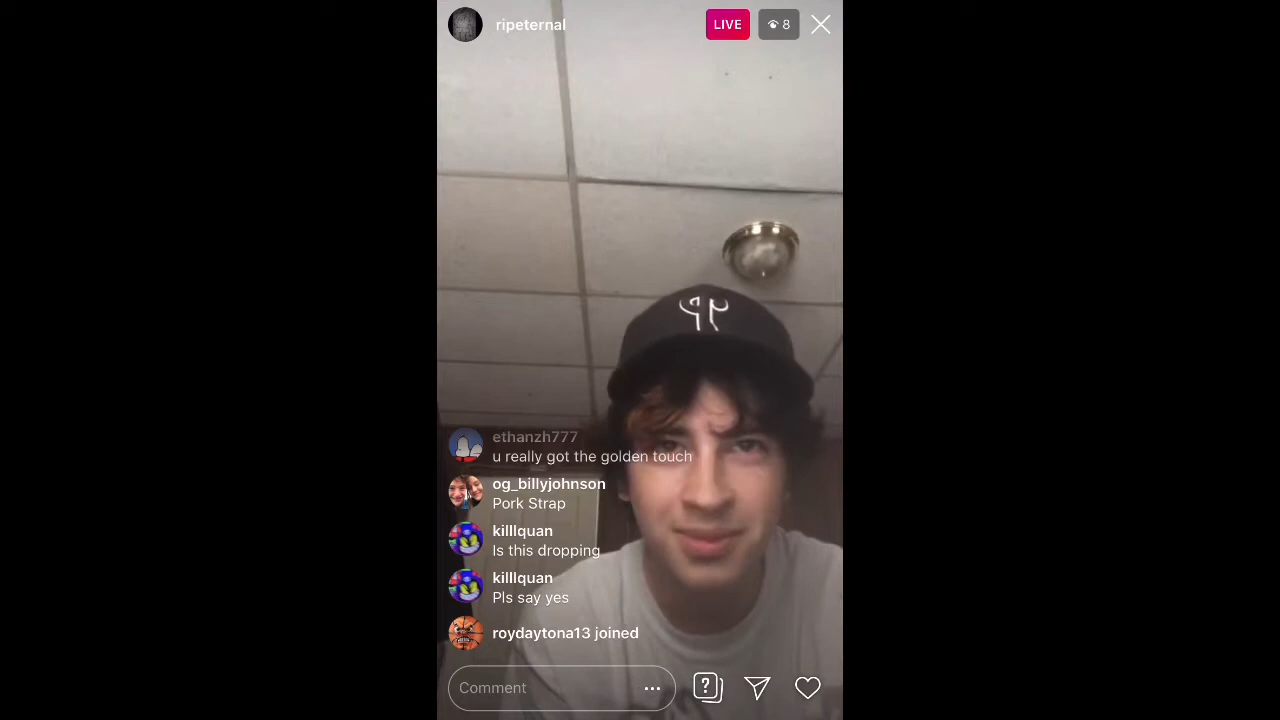 ripeternal
LIVE
8
ethanzh777
u really got the golden touch
og_billyjohnson
Pork Strap
killlquan
Is this dropping
killlquan
Pls say yes
roydaytona13 joined
Comment